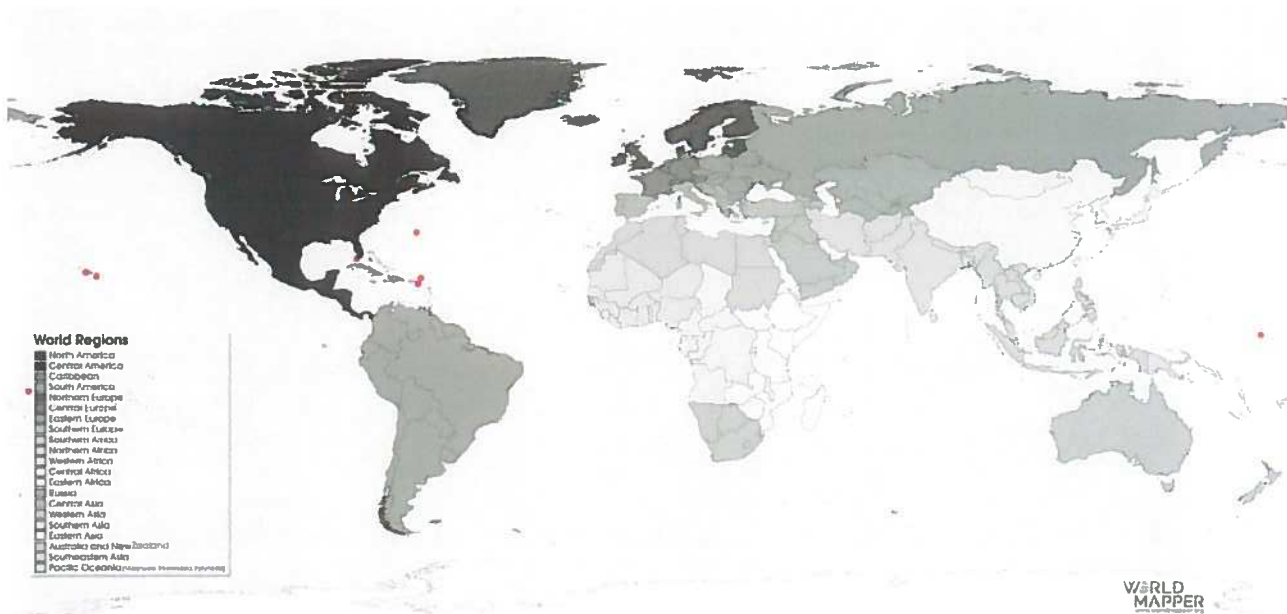 World Regions
North America
Central America
Caribbean
South America
Northern Europe
Central Europe
Eastern Europe
Southern Europe
Southern Africa
Northern Africa
Western Africa
Central Africa
Eastern Africa
Russia
Central Asia
Western Asia
Southern Asia
Eastern Asia
Australia and New Zealand
Southeastern Asia
Pacific Oceania
WORLD
MAPPER